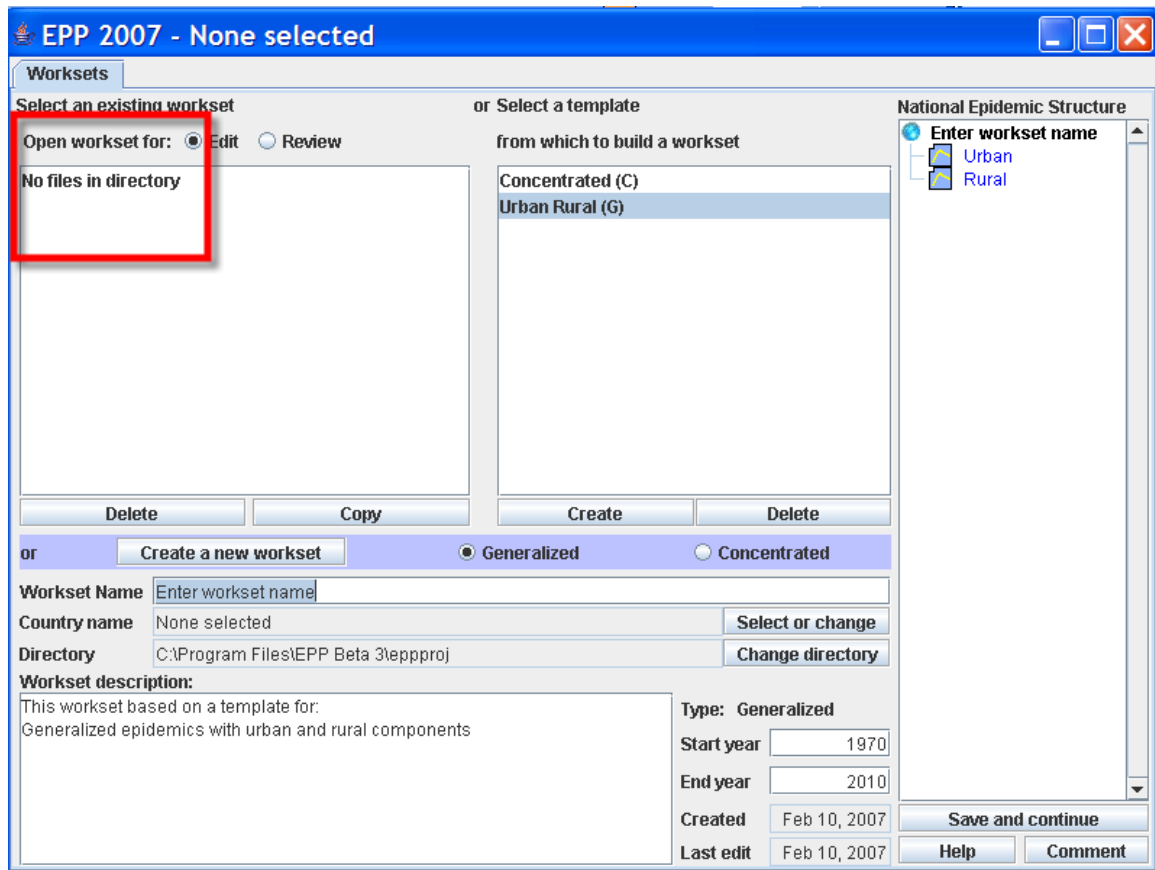 EPP 2007 - None selected
Worksets
Select an existing workset
Open workset for: Edit Review
No files in directory
Delete Copy
or Select a template
from which to build a workset
Concentrated (C)
Urban Rural (G)
Create Delete
or Create a new workset Generalized Concentrated
Workset Name Enter workset name
Country name None selected Select or change
Directory C:\Program Files\EPP Beta 3\eppproj Change directory
Workset description:
This workset based on a template for:
Generalized epidemics with urban and rural components
Type: Generalized
Start year 1970
End year 2010
Created Feb 10, 2007
Last edit Feb 10, 2007
National Epidemic Structure
Enter workset name
Urban
Rural
Save and continue
Help Comment